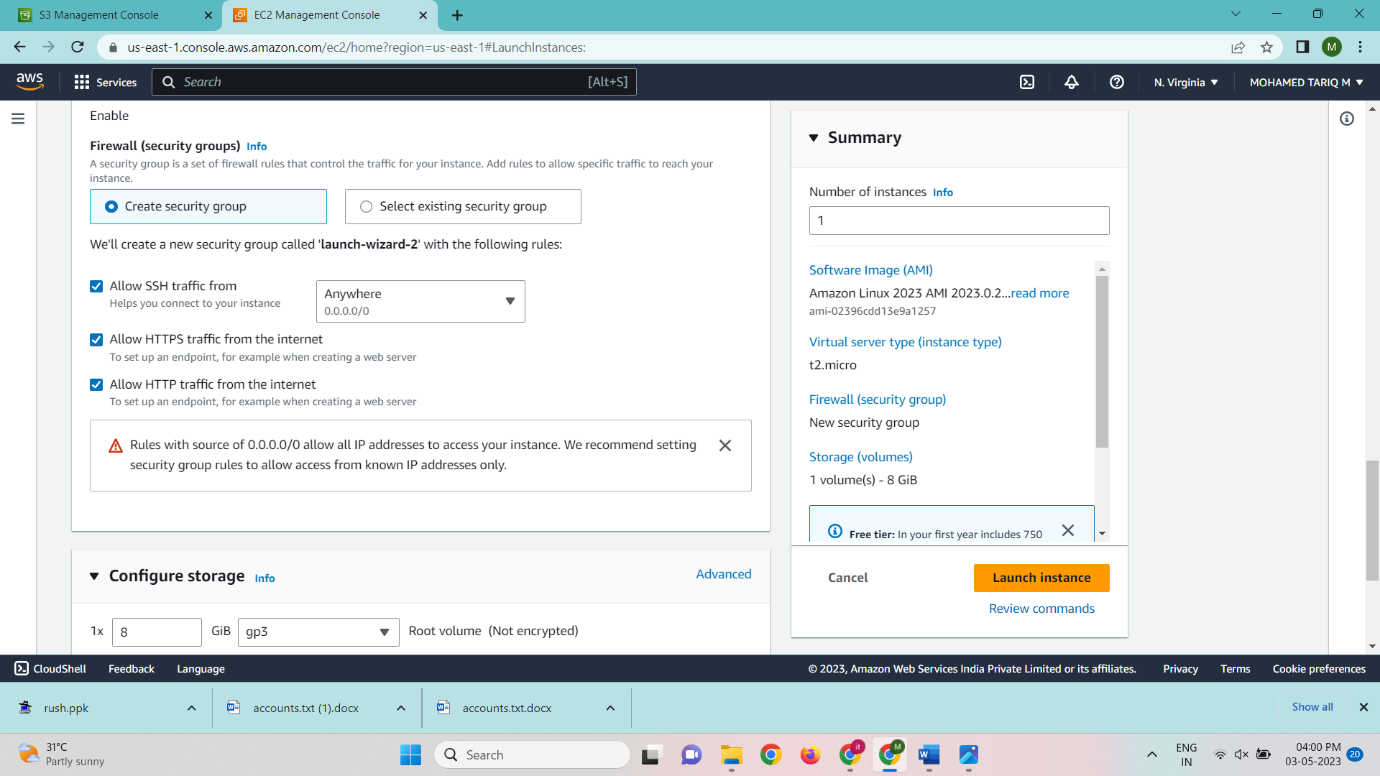 S3 Management Console
EC2 Management Console
us-east-1.console.aws.amazon.com/ec2/home?region=us-east-1#LaunchInstances:
M
aws
Services
Search
[Alt+S]
N. Virginia
MOHAMED TARIQ M
Enable
Firewall (security groups) Info
A security group is a set of firewall rules that control the traffic for your instance. Add rules to allow specific traffic to reach your
instance.
Create security group
Select existing security group
We'll create a new security group called 'launch-wizard-2' with the following rules:
Allow SSH traffic from
Helps you connect to your instance
Anywhere
0.0.0.0/0
Allow HTTPS traffic from the internet
To set up an endpoint, for example when creating a web server
Allow HTTP traffic from the internet
To set up an endpoint, for example when creating a web server
Rules with source of 0.0.0.0/0 allow all IP addresses to access your instance. We recommend setting
security group rules to allow access from known IP addresses only.
Configure storage Info
Advanced
1x 8 GiB gp3 Root volume (Not encrypted)
Summary
Number of instances Info
1
Software Image (AMI)
Amazon Linux 2023 AMI 2023.0.2...read more
ami-02396cdd13e9a1257
Virtual server type (instance type)
t2.micro
Firewall (security group)
New security group
Storage (volumes)
1 volume(s) - 8 GiB
Free tier: In your first year includes 750
Cancel
Launch instance
Review commands
CloudShell
Feedback
Language
© 2023, Amazon Web Services India Private Limited or its affiliates.
Privacy
Terms
Cookie preferences
rush.ppk
accounts.txt (1).docx
accounts.txt.docx
Show all
31°C
Partly sunny
Search
it
M
ENG
IN
04:00 PM
03-05-2023
20